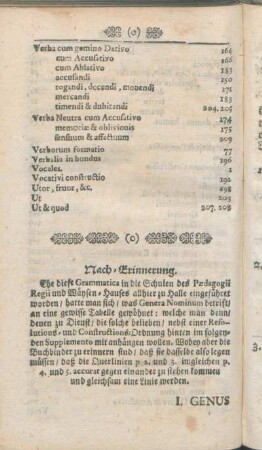 (o)
Verba cum gemino Dativo 164
cum Accusativo 166
cum Ablativo 183
accusandi 150
rogandi, docendi, monendi 171
mercandi 183
timendi & dubitandi 204, 205
Verba Neutra cum Accusativo 174
memoriæ & oblivionis 175
sensuum & affectuum 209
Verborum formatio 77
Verbalia in bundus 196
Vocales. 2
Vocativi constructio 192
Utor, fruor, &c. 198
Ut 203
Ut & quod 207. 208
(o)
Nach-Erinnerung.
Ehe diese Grammatica in die Schulen des Pædagogii
Regii und Wäysen-Hauses allhier zu Halle eingeführet
worden / hatte man sich / was Genera Nominum betrifft /
an eine gewisse Tabelle gewöhnet; welche man denn /
denen zu Dienst / die solche belieben / nebst einer Reso-
lutions- und Constructions-Ordnung hinten im folgen-
den Supplemento mit anhängen wollen. Wobey aber die
Buchbinder zu erinnern sind / daß sie dasselbe also legen
müssen / daß die Querlinien p 2. und 3. imgleichen p.
4. und 5. accurat gegen einander zu stehen kommen
und gleichsam eine Linie werden.
I. GENUS